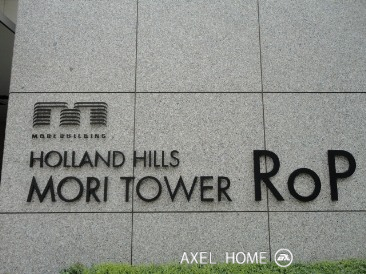 MORI BUILDING
HOLLAND HILLS
MORI TOWER RoP
AXEL HOME